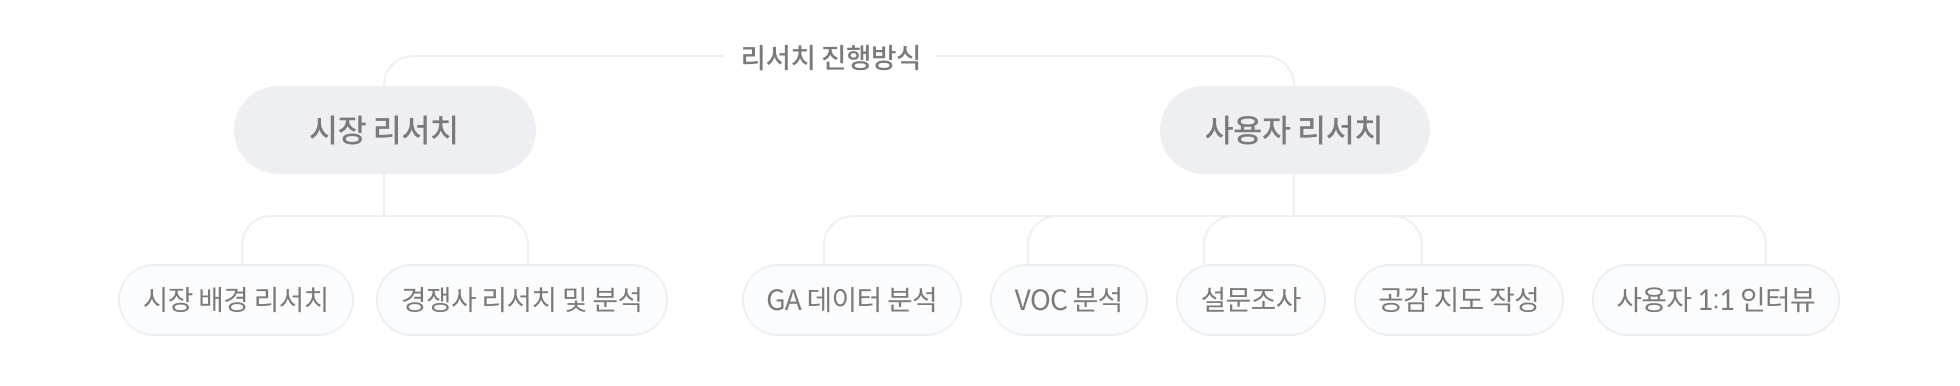 리서치 진행방식
시장 리서치
사용자 리서치
시장 배경 리서치
경쟁사 리서치 및 분석
GA 데이터 분석
VOC 분석
설문조사
공감 지도 작성
사용자 1:1 인터뷰